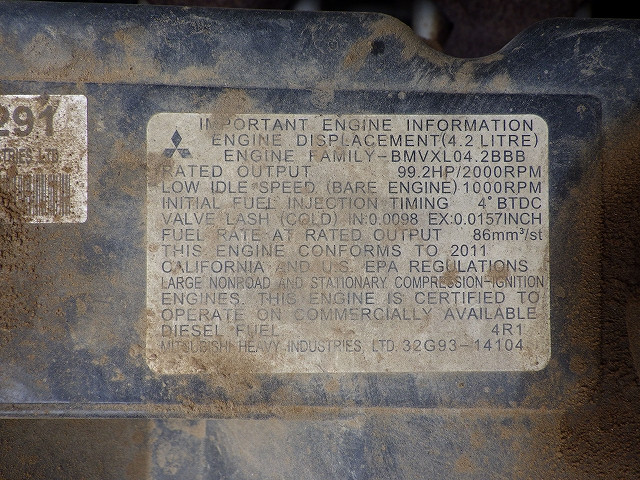 291
STRIES LTD
IMPORTANT ENGINE INFORMATION
ENGINE DISPLACEMENT(4.2 LITRE)
ENGINE FAMILY-BMVXL04.2BBB
RATED OUTPUT 99.2HP/2000RPM
LOW IDLE SPEED (BARE ENGINE) 1000RPM
INITIAL FUEL INJECTION TIMING 4° BTDC
VALVE LASH (COLD) IN:0.0098 EX:0.0157INCH
FUEL RATE AT RATED OUTPUT 86mm³/st
THIS ENGINE CONFORMS TO 2011
CALIFORNIA AND U.S. EPA REGULATIONS
LARGE NONROAD AND STATIONARY COMPRESSION-IGNITION
ENGINES. THIS ENGINE IS CERTIFIED TO
OPERATE ON COMMERCIALLY AVAILABLE
DIESEL FUEL 4R1
MITSUBISHI HEAVY INDUSTRIES, LTD. 32G93-14104